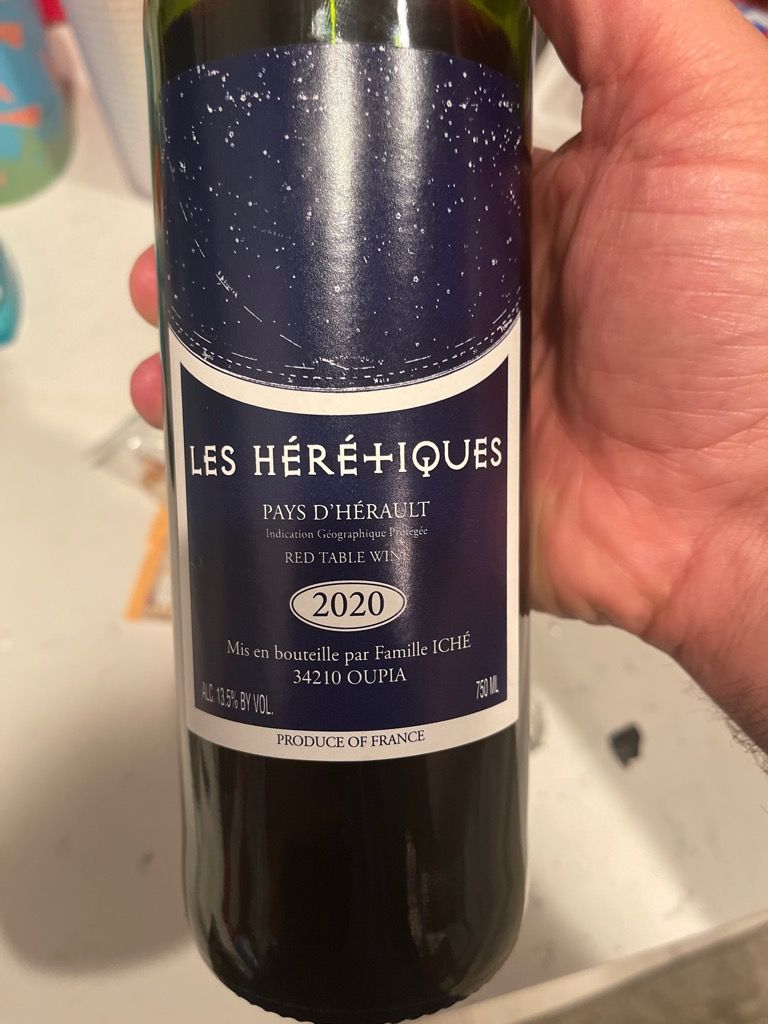 LES HÉRÉTIQUES
PAYS D'HÉRAULT
Indication Géographique Protegée
RED TABLE WINE
2020
Mis en bouteille par Famille ICHÉ
34210 OUPIA
ALC. 13.5% BY VOL.
750 ML
PRODUCE OF FRANCE